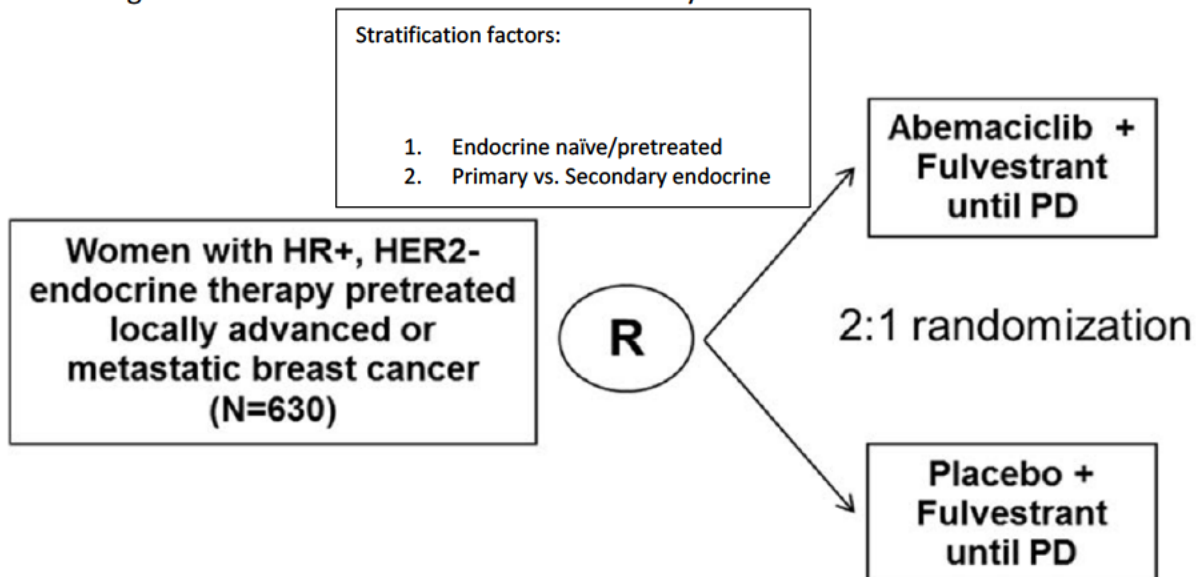 Stratification factors:
1. Endocrine naïve/pretreated
2. Primary vs. Secondary endocrine
Women with HR+, HER2-
endocrine therapy pretreated
locally advanced or
metastatic breast cancer
(N=630)
R
Abemaciclib +
Fulvestrant
until PD
2:1 randomization
Placebo +
Fulvestrant
until PD